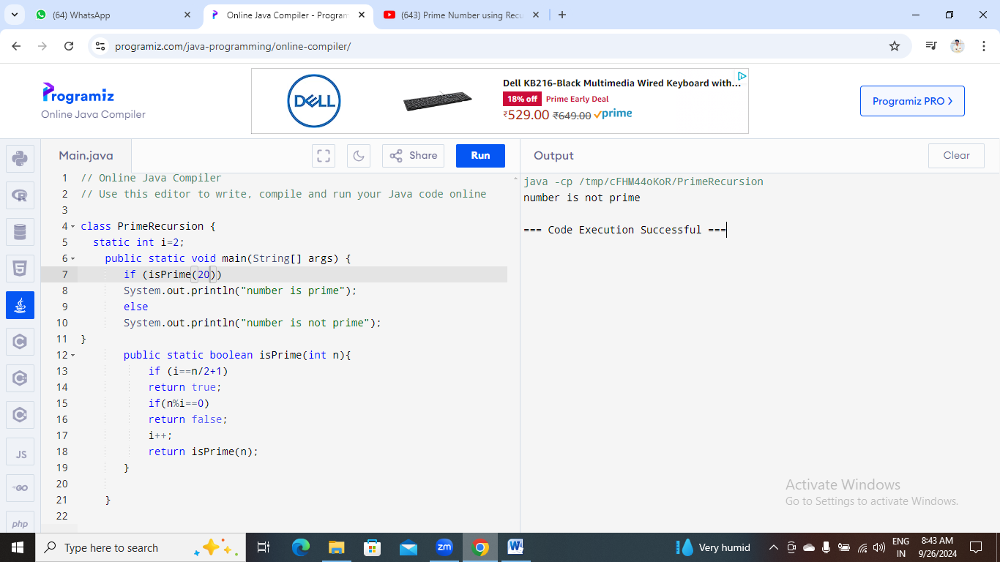 (64) WhatsApp
Online Java Compiler - Program
(643) Prime Number using Recu
programiz.com/java-programming/online-compiler/
Programiz
Online Java Compiler
DELL
Dell KB216-Black Multimedia Wired Keyboard with...
18% off Prime Early Deal
₹529.00 ₹649.00 prime
Programiz PRO >
Main.java
Share
Run
Output
Clear
1 // Online Java Compiler
2 // Use this editor to write, compile and run your Java code online
3
4 class PrimeRecursion {
5 static int i=2;
6 public static void main(String[] args) {
7 if (isPrime(20))
8 System.out.println("number is prime");
9 else
10 System.out.println("number is not prime");
11 }
12 public static boolean isPrime(int n){
13 if (i==n/2+1)
14 return true;
15 if(n%i==0)
16 return false;
17 i++;
18 return isPrime(n);
19 }
20
21 }
22
java -cp /tmp/cFHM44oKoR/PrimeRecursion
number is not prime
=== Code Execution Successful ===
JS
GO
php
Activate Windows
Go to Settings to activate Windows.
Type here to search
zm
W
Very humid
ENG
IN
8:43 AM
9/26/2024